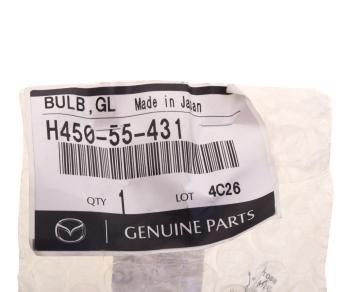 BULB,GL Made in Japan
H450-55-431
QTY 1 LOT 4C26
GENUINE PARTS